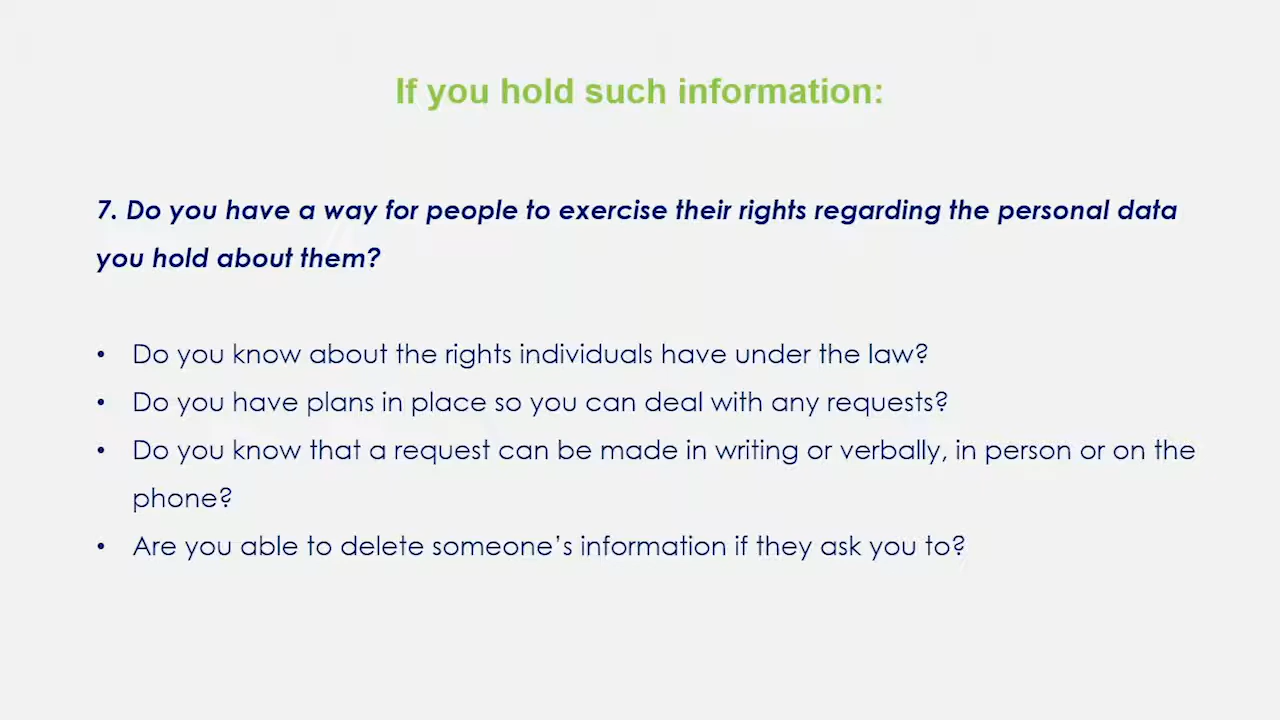 If you hold such information:
7. Do you have a way for people to exercise their rights regarding the personal data
you hold about them?
• Do you know about the rights individuals have under the law?
• Do you have plans in place so you can deal with any requests?
• Do you know that a request can be made in writing or verbally, in person or on the
phone?
• Are you able to delete someone’s information if they ask you to?